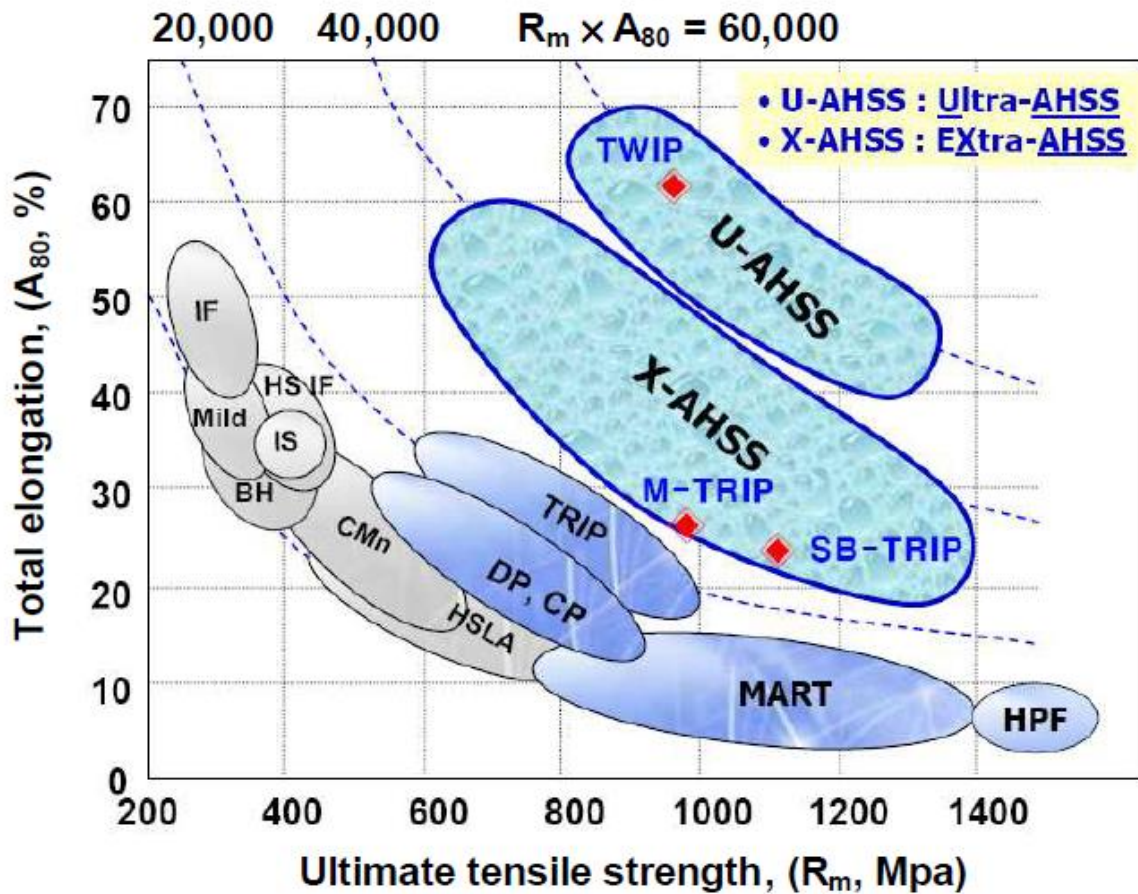 20,000 40,000 Rm × A80 = 60,000
• U-AHSS : Ultra-AHSS
• X-AHSS : EXtra-AHSS
70
60
50
40
30
20
10
0
Total elongation, (A80, %)
TWIP
U-AHSS
X-AHSS
IF
HS IF
Mild
IS
BH
M-TRIP
TRIP
CMn
SB-TRIP
DP, CP
HSLA
MART
HPF
200 400 600 800 1000 1200 1400
Ultimate tensile strength, (Rm, Mpa)